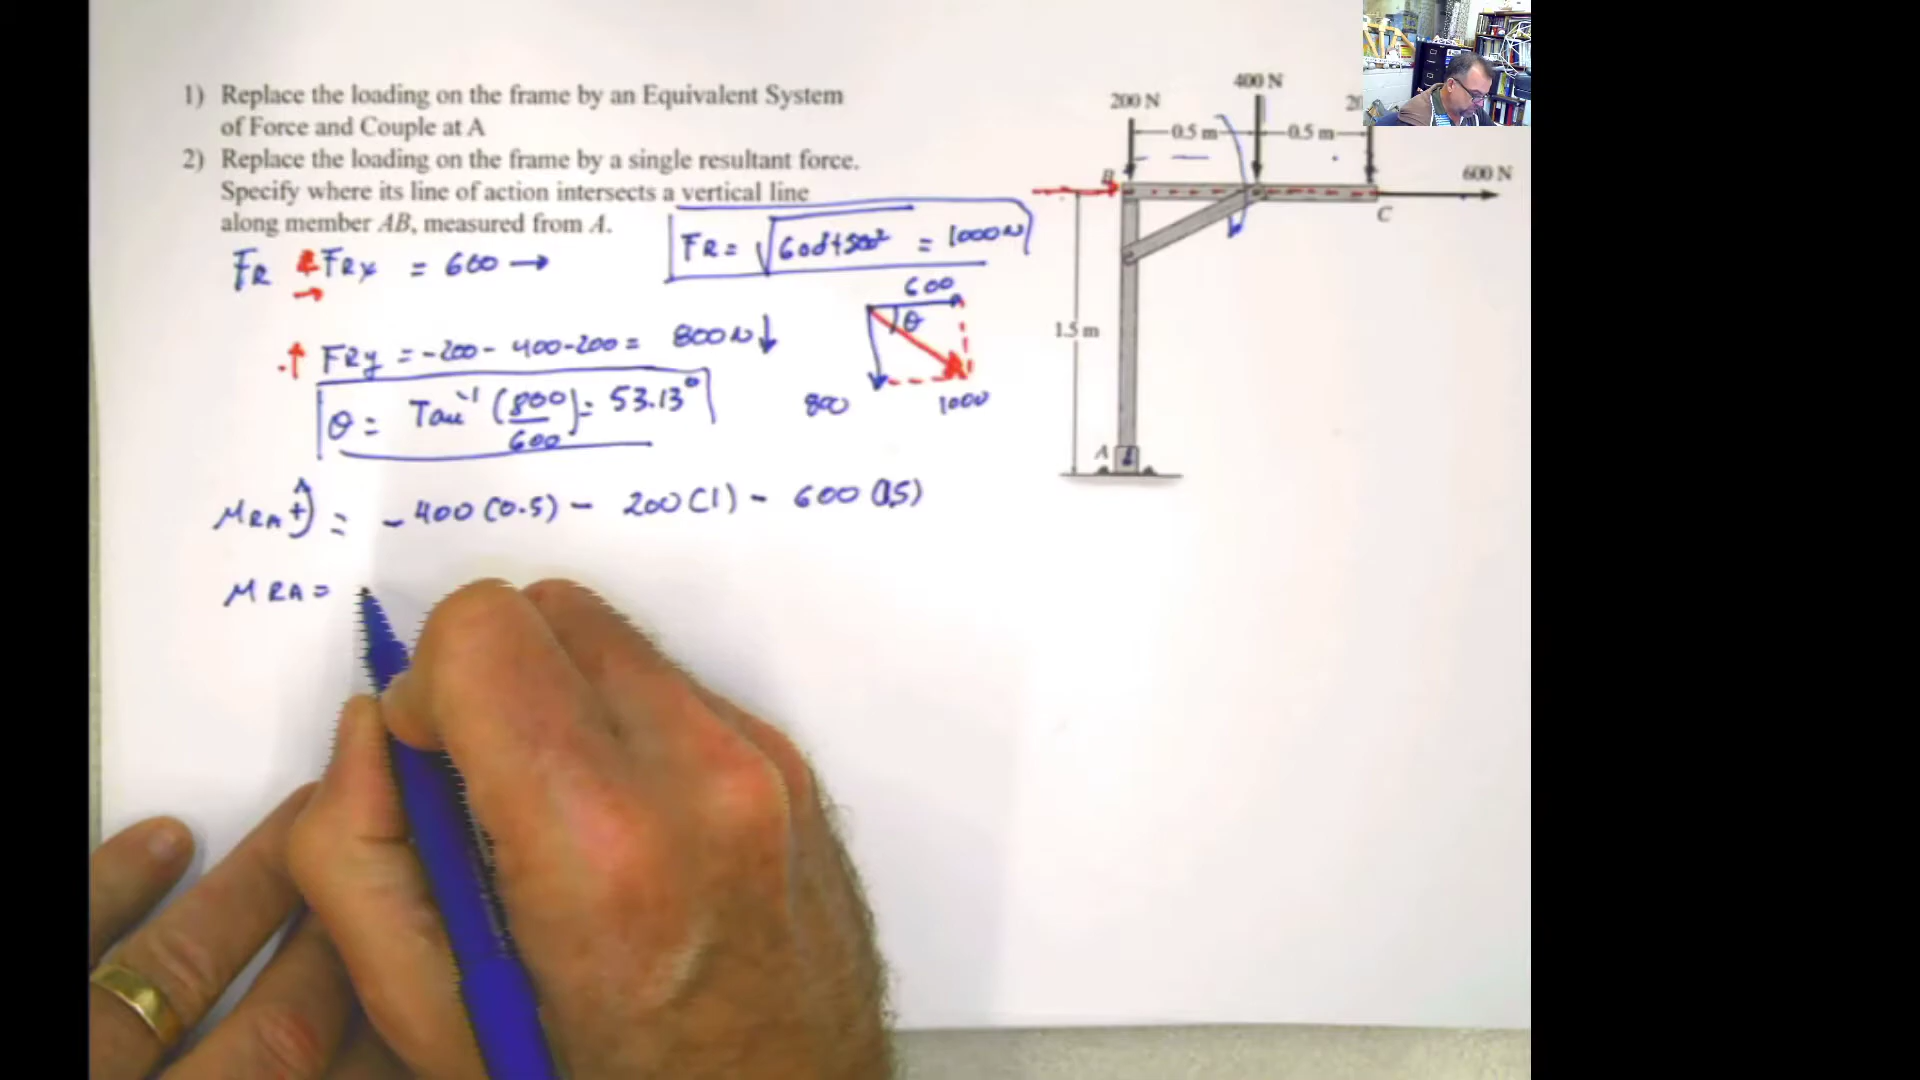 1) Replace the loading on the frame by an Equivalent System
of Force and Couple at A
2) Replace the loading on the frame by a single resultant force.
Specify where its line of action intersects a vertical line
along member AB, measured from A.
FR FRx = 600 →
FR = √600²+800² = 1000N
↑ FRy = -200 - 400 - 200 = 800N ↓
θ = Tan⁻¹ (800/600) = 53.13°
600
θ
800
1000
MRA +) = - 400 (0.5) - 200 (1) - 600 (1.5)
MRA =
200 N
400 N
20
0.5 m
0.5 m
600 N
B
C
1.5 m
A